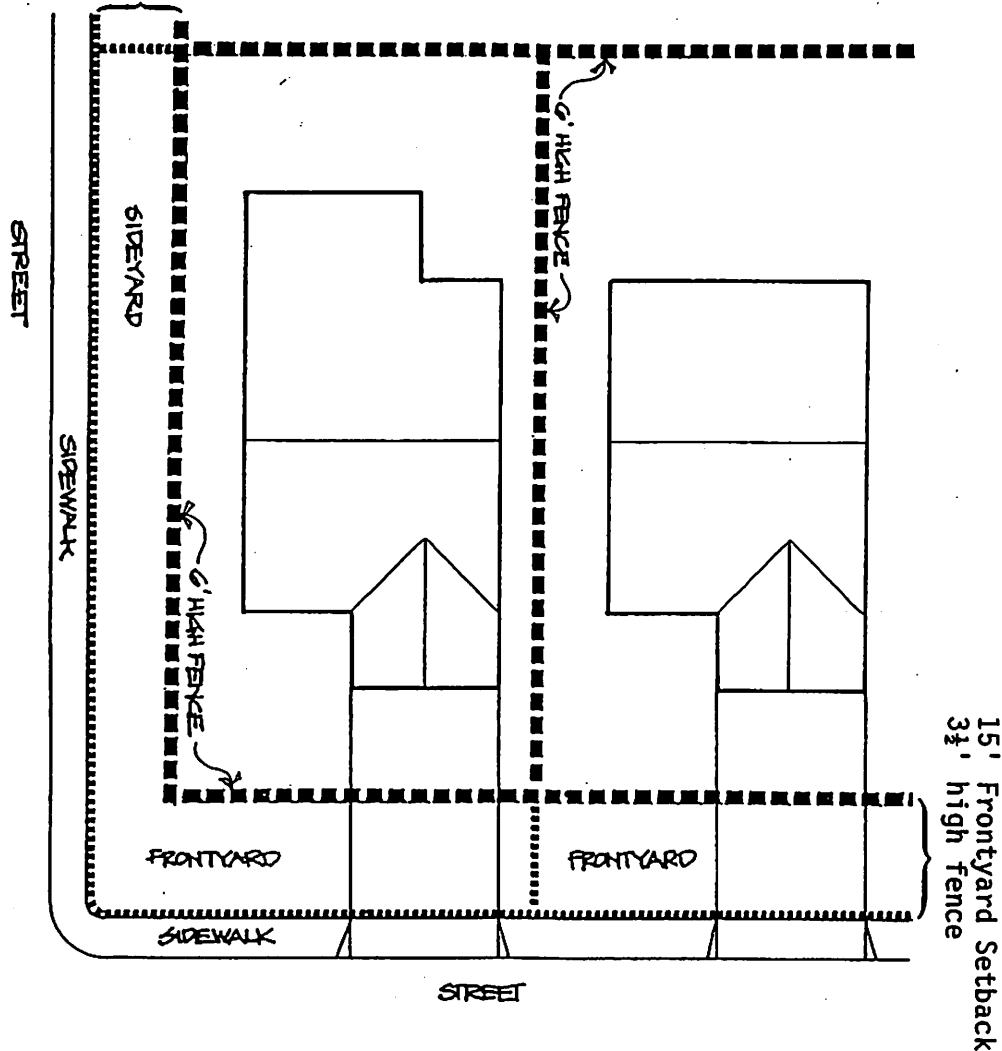 6' HIGH FENCE
SIDEYARD
STREET
SIDEWALK
6' HIGH FENCE
15' Frontyard Setback
3½' high fence
FRONTYARD
FRONTYARD
SIDEWALK
STREET